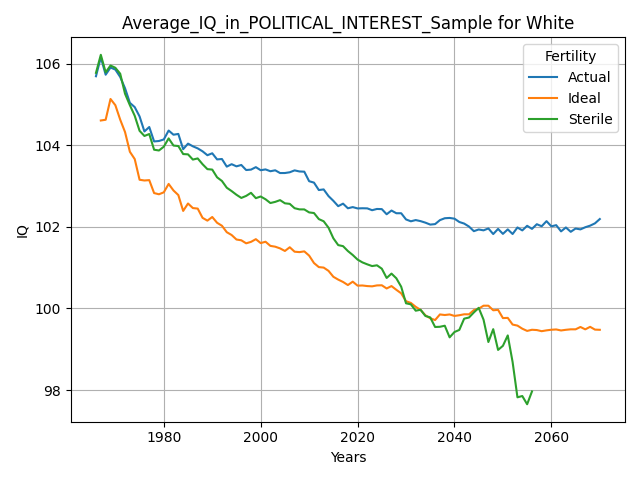 Average_IQ_in_POLITICAL_INTEREST_Sample for White
Fertility
Actual
Ideal
Sterile
IQ
106
104
102
100
98
1980
2000
2020
2040
2060
Years